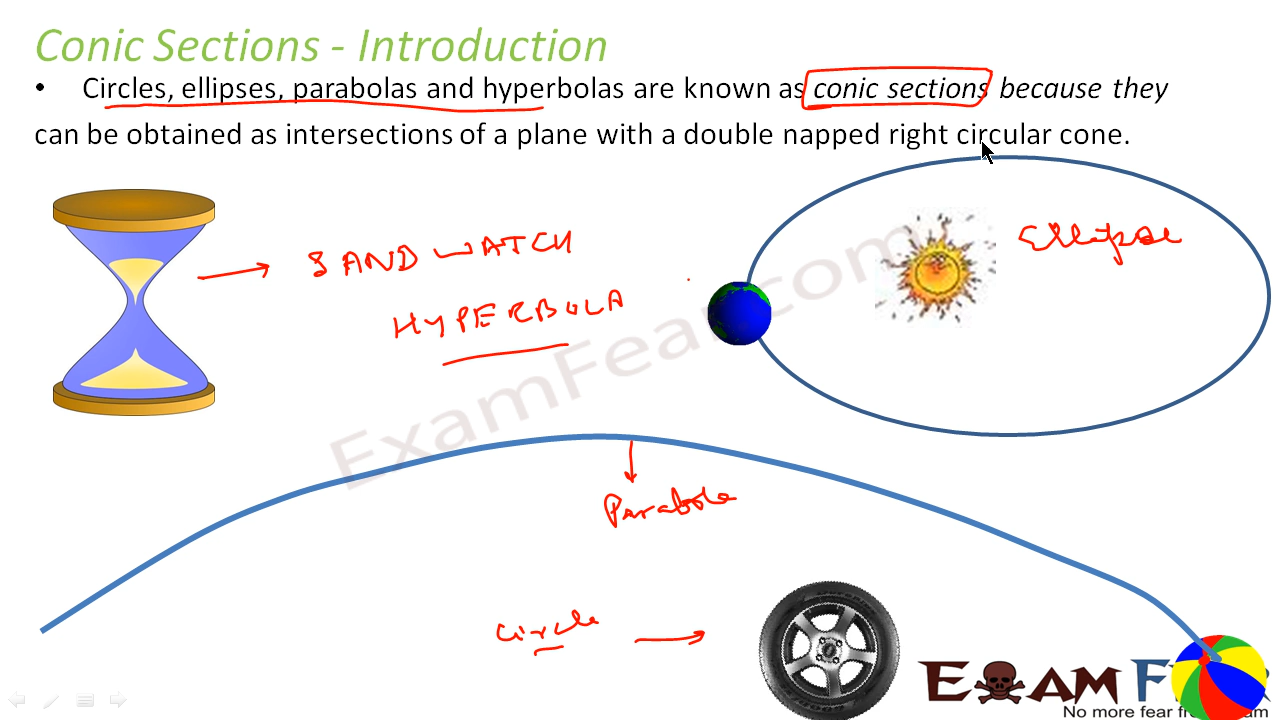 Conic Sections - Introduction
• Circles, ellipses, parabolas and hyperbolas are known as conic sections because they
can be obtained as intersections of a plane with a double napped right circular cone.
SAND WATCH
HYPERBOLA
Ellipse
ExamFear.com
Parabola
Circle
EXAM F
No more fear from exam